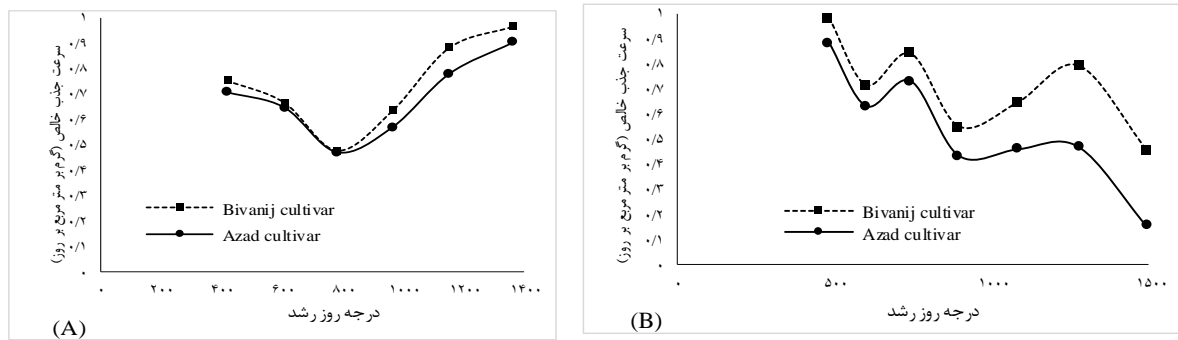 سرعت جذب خالص (گرم بر متر مربع بر روز)
۱
۰/۹
۰/۸
۰/۷
۰/۶
۰/۵
۰/۴
۰/۳
۰/۲
۰/۱
۰
Bivanij cultivar
Azad cultivar
۰ ۲۰۰ ۴۰۰ ۶۰۰ ۸۰۰ ۱۰۰۰ ۱۲۰۰ ۱۴۰۰
درجه روز رشد
(A)
سرعت جذب خالص (گرم بر متر مربع بر روز)
۱
۰/۹
۰/۸
۰/۷
۰/۶
۰/۵
۰/۴
۰/۳
۰/۲
۰/۱
۰
Bivanij cultivar
Azad cultivar
۰ ۵۰۰ ۱۰۰۰ ۱۵۰۰
درجه روز رشد
(B)